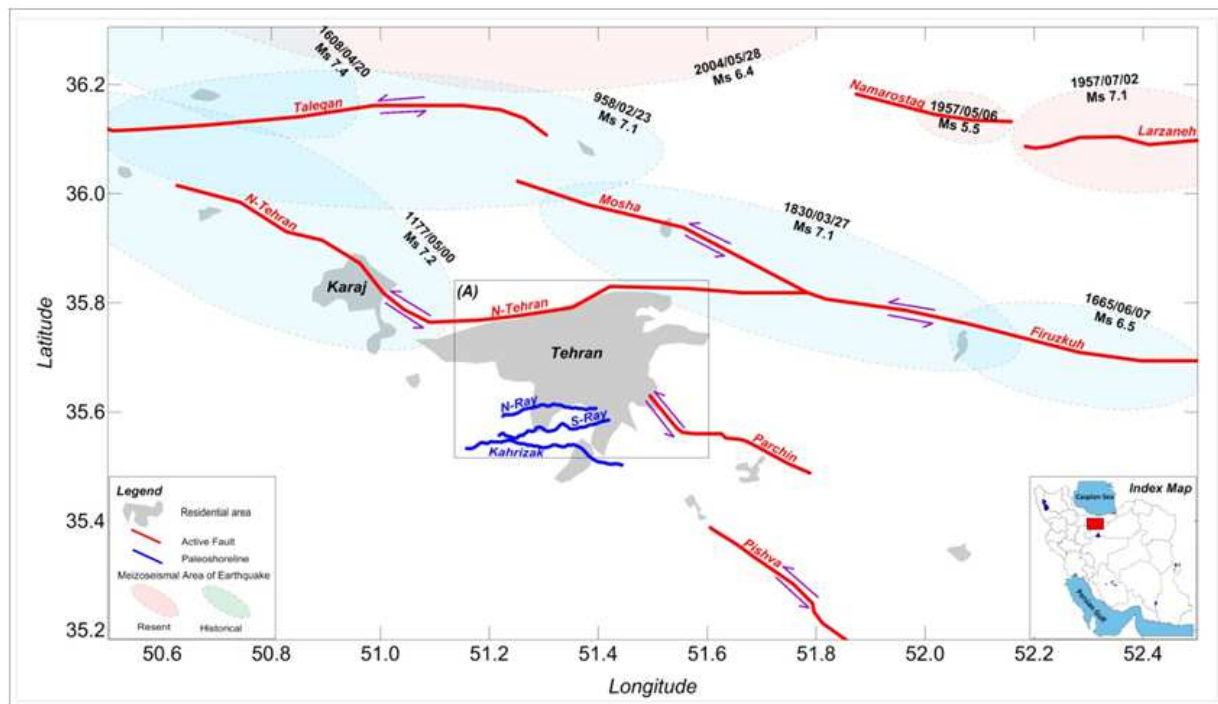 1608/04/20
Ms 7.4
2004/05/28
Ms 6.4
1957/07/02
Ms 7.1
36.2
Taleqan
958/02/23
Ms 7.1
Namarostaq
1957/05/06
Ms 5.5
Larzaneh
36.0
N-Tehran
1177/05/00
Ms 7.2
Mosha
1830/03/27
Ms 7.1
Karaj
35.8
(A)
N-Tehran
1665/06/07
Ms 6.5
Firuzkuh
Latitude
Tehran
35.6
N-Ray
S-Ray
Kahrizak
Parchin
35.4
Legend
Residential area
Active Fault
Paleoshoreline
Meizoseismal Area of Earthquake
Resent
Historical
Pishva
Index Map
Caspian Sea
Persian Gulf
35.2
50.6 50.8 51.0 51.2 51.4 51.6 51.8 52.0 52.2 52.4
Longitude